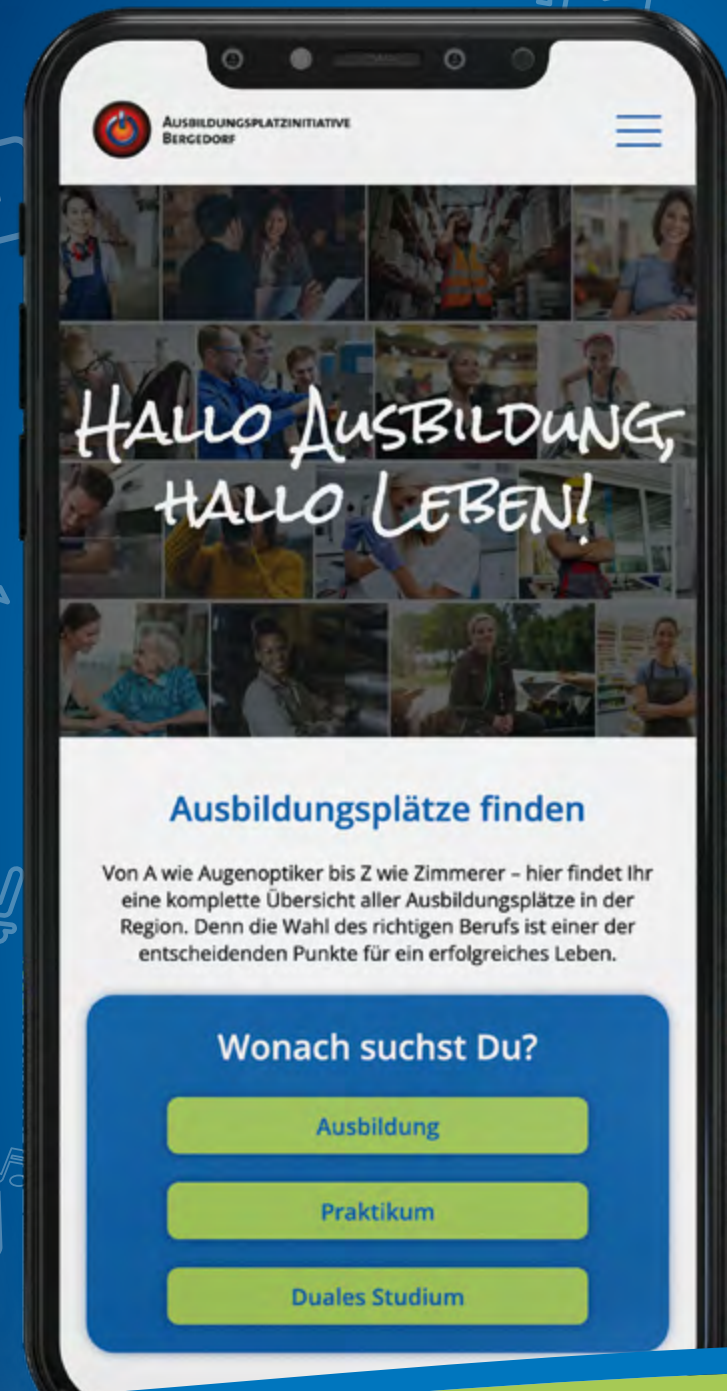 AUSBILDUNGSPLATZINITIATIVE
BERGEDORF
HALLO AUSBILDUNG,
HALLO LEBEN!
Ausbildungsplätze finden
Von A wie Augenoptiker bis Z wie Zimmerer – hier findet Ihr
eine komplette Übersicht aller Ausbildungsplätze in der
Region. Denn die Wahl des richtigen Berufs ist einer der
entscheidenden Punkte für ein erfolgreiches Leben.
Wonach suchst Du?
Ausbildung
Praktikum
Duales Studium